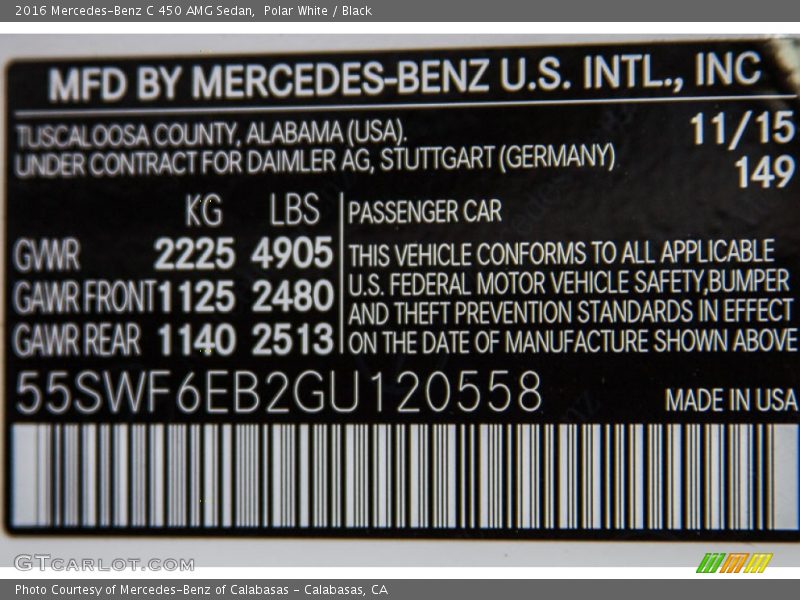 2016 Mercedes-Benz C 450 AMG Sedan,  Polar White / Black
MFD BY MERCEDES-BENZ U.S. INTL., INC
TUSCALOOSA COUNTY, ALABAMA (USA).
11/15
UNDER CONTRACT FOR DAIMLER AG, STUTTGART (GERMANY)
149
KG LBS
PASSENGER CAR
GVWR 2225 4905
GAWR FRONT 1125 2480
GAWR REAR 1140 2513
THIS VEHICLE CONFORMS TO ALL APPLICABLE
U.S. FEDERAL MOTOR VEHICLE SAFETY,BUMPER
AND THEFT PREVENTION STANDARDS IN EFFECT
ON THE DATE OF MANUFACTURE SHOWN ABOVE
55SWF6EB2GU120558
MADE IN USA
GTCARLOT.COM
Photo Courtesy of Mercedes-Benz of Calabasas - Calabasas, CA